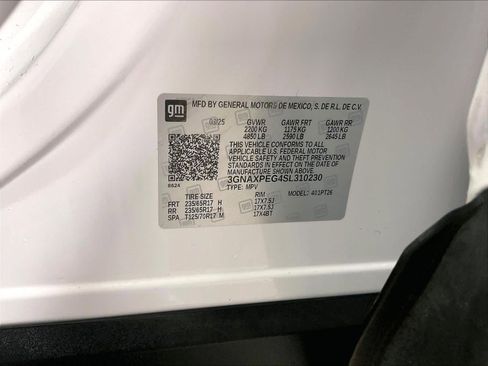 gm
MFD BY GENERAL MOTORS DE MEXICO, S. DE R.L. DE C.V.
03/25 GVWR GAWR FRT GAWR RR
2200 KG 1175 KG 1200 KG
4850 LB 2590 LB 2645 LB
THIS VEHICLE CONFORMS TO ALL
APPLICABLE U.S. FEDERAL MOTOR
VEHICLE SAFETY AND THEFT PREVENTION
STANDARDS IN EFFECT ON THE DATE OF
MANUFACTURE SHOWN ABOVE.
3GNAXPEG4SL310230
8624 TYPE: MPV MODEL: 4 1PT26
TIRE SIZE RIM
FRT 235/65R17 H 17X7.5J
RR 235/65R17 H 17X7.5J
SPA T125/70R17 M 17X4BT